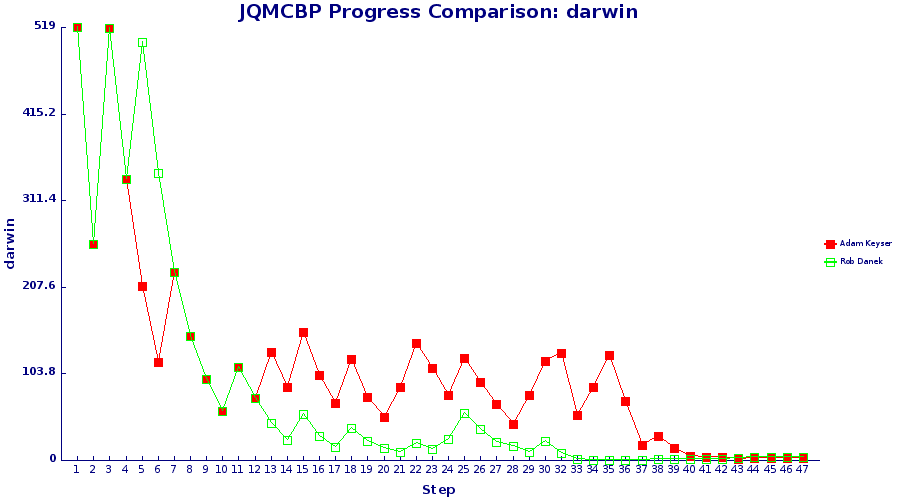 JQMCBP Progress Comparison: darwin
519
415.2
311.4
207.6
103.8
0
darwin
1 2 3 4 5 6 7 8 9 10 11 12 13 14 15 16 17 18 19 20 21 22 23 24 25 26 27 28 29 30 31 32 33 34 35 36 37 38 39 40 41 42 43 44 45 46 47
Step
Adam Keyser
Rob Danek